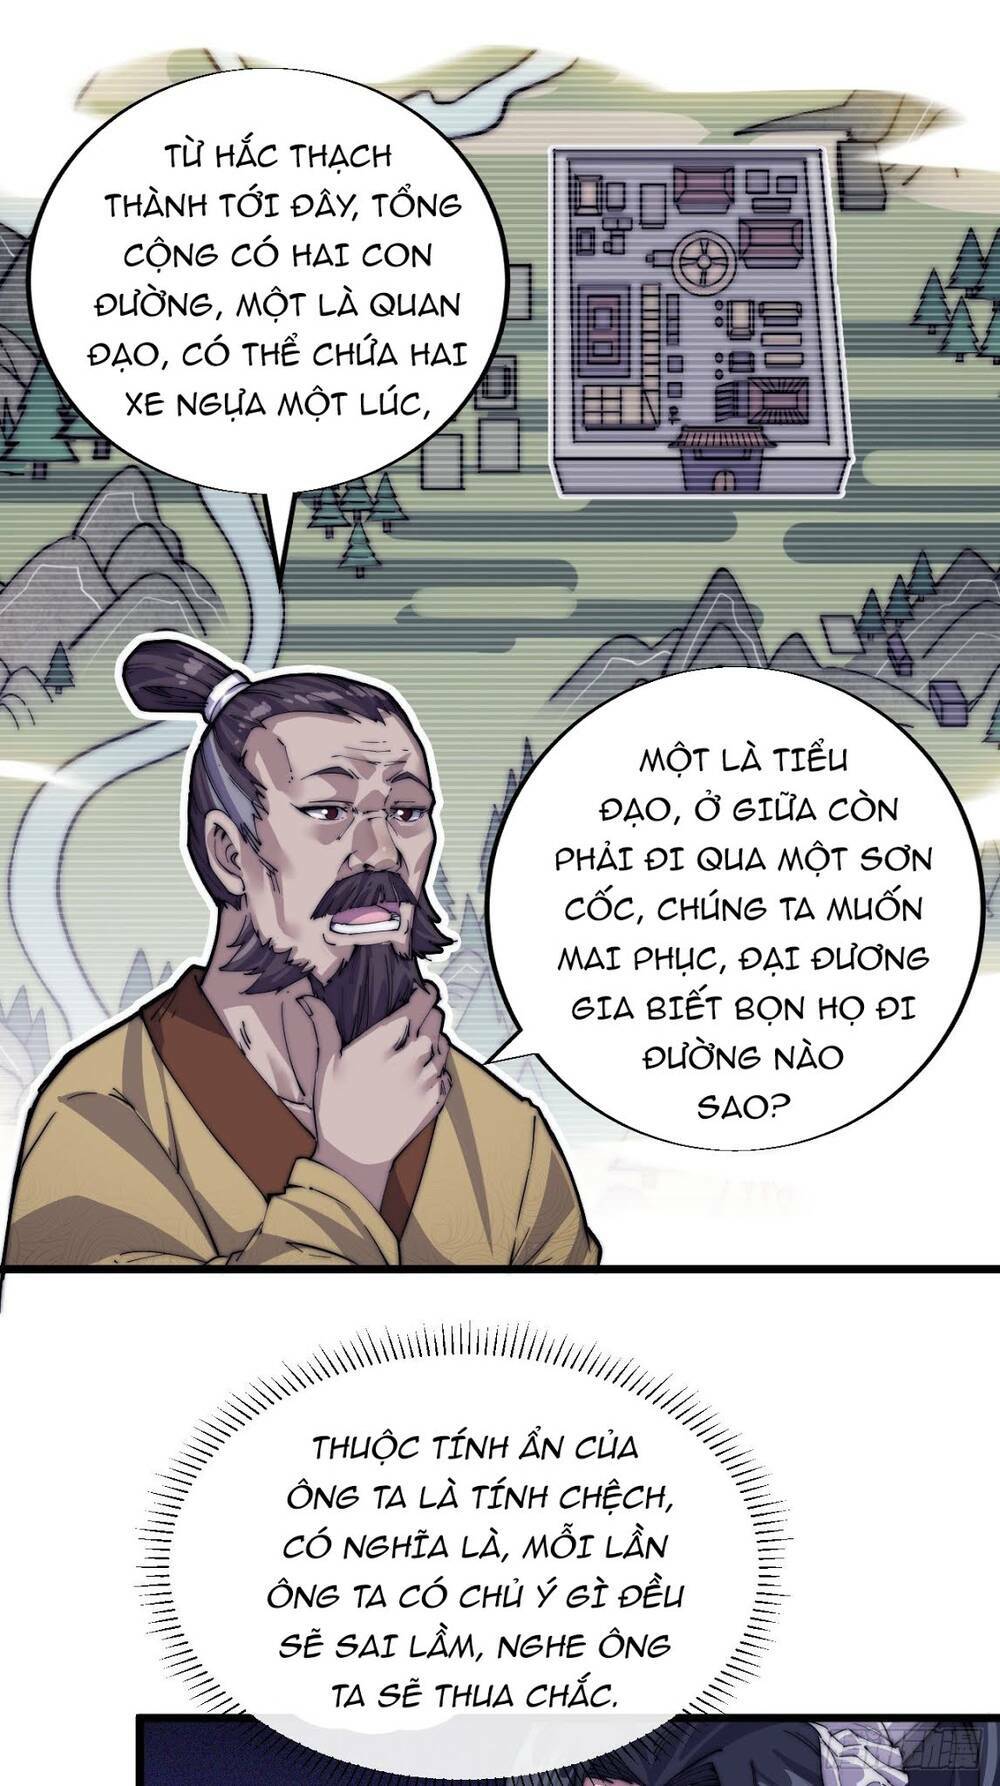 TỪ HẮC THẠCH
THÀNH TỚI ĐÂY, TỔNG
CỘNG CÓ HAI CON
ĐƯỜNG, MỘT LÀ QUAN
ĐẠO, CÓ THỂ CHỨA HAI
XE NGỰA MỘT LÚC,
MỘT LÀ TIỂU
ĐẠO, Ở GIỮA CÒN
PHẢI ĐI QUA MỘT SƠN
CỐC, CHÚNG TA MUỐN
MAI PHỤC, ĐẠI ĐƯƠNG
GIA BIẾT BỌN HỌ ĐI
ĐƯỜNG NÀO
SAO?
THUỘC TÍNH ẨN CỦA
ÔNG TA LÀ TÍNH CHỆCH,
CÓ NGHĨA LÀ, MỖI LẦN
ÔNG TA CÓ CHỦ Ý GÌ ĐỀU
SẼ SAI LẦM, NGHE ÔNG
TA SẼ THUA CHẮC.